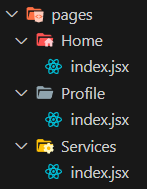 pages
Home
index.jsx
Profile
index.jsx
Services
index.jsx